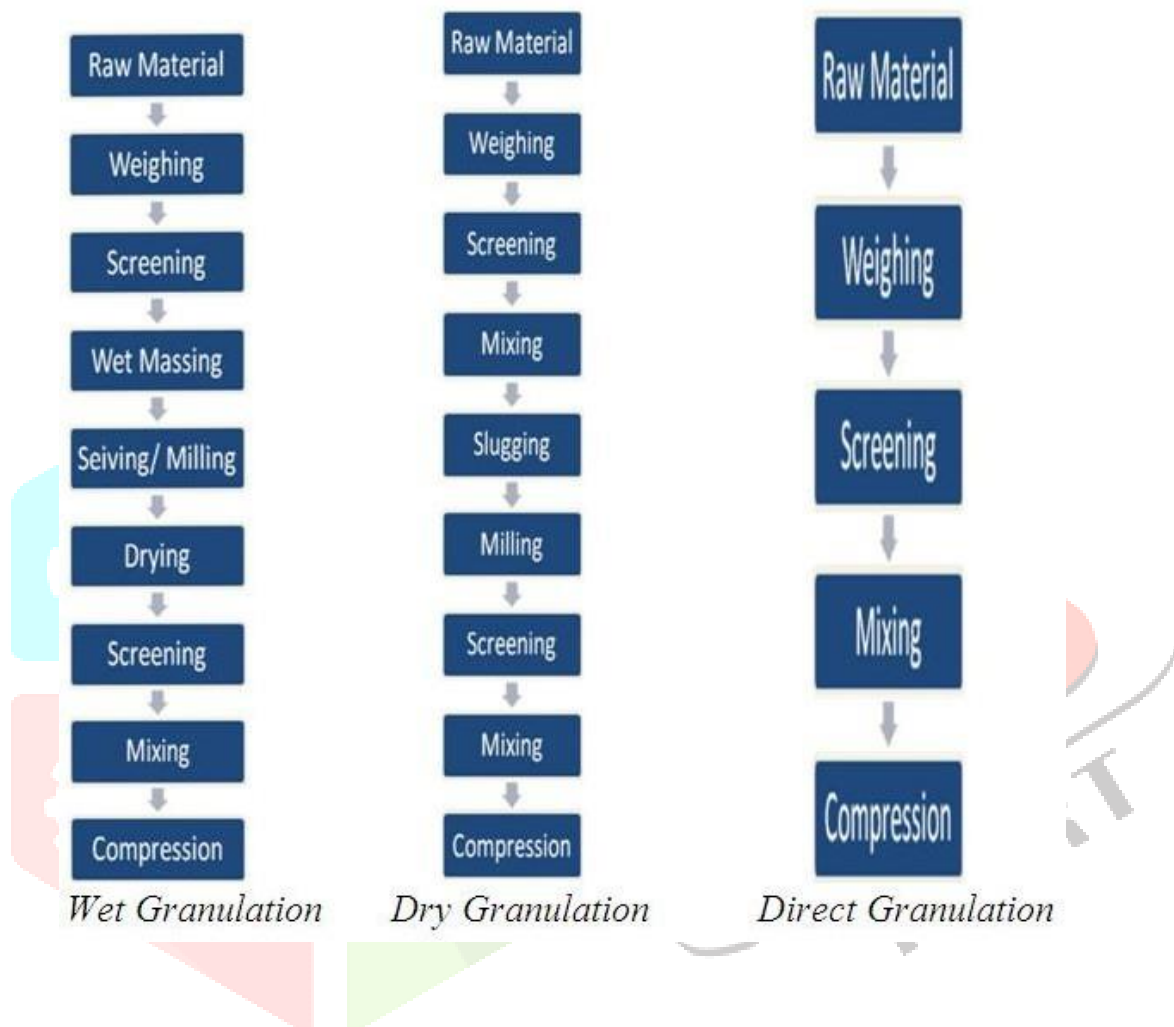 Raw Material
Weighing
Screening
Wet Massing
Seiving/ Milling
Drying
Screening
Mixing
Compression
Wet Granulation
Raw Material
Weighing
Screening
Mixing
Slugging
Milling
Screening
Mixing
Compression
Dry Granulation
Raw Material
Weighing
Screening
Mixing
Compression
Direct Granulation